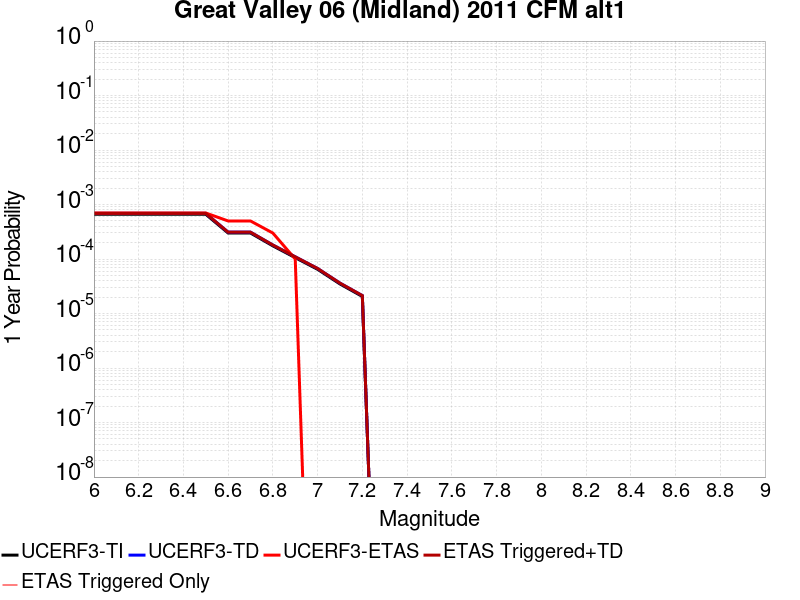 Great Valley 06 (Midland) 2011 CFM alt1
1 Year Probability
10^0
10^-1
10^-2
10^-3
10^-4
10^-5
10^-6
10^-7
10^-8
6 6.2 6.4 6.6 6.8 7 7.2 7.4 7.6 7.8 8 8.2 8.4 8.6 8.8 9
Magnitude
UCERF3-TI UCERF3-TD UCERF3-ETAS ETAS Triggered+TD
ETAS Triggered Only